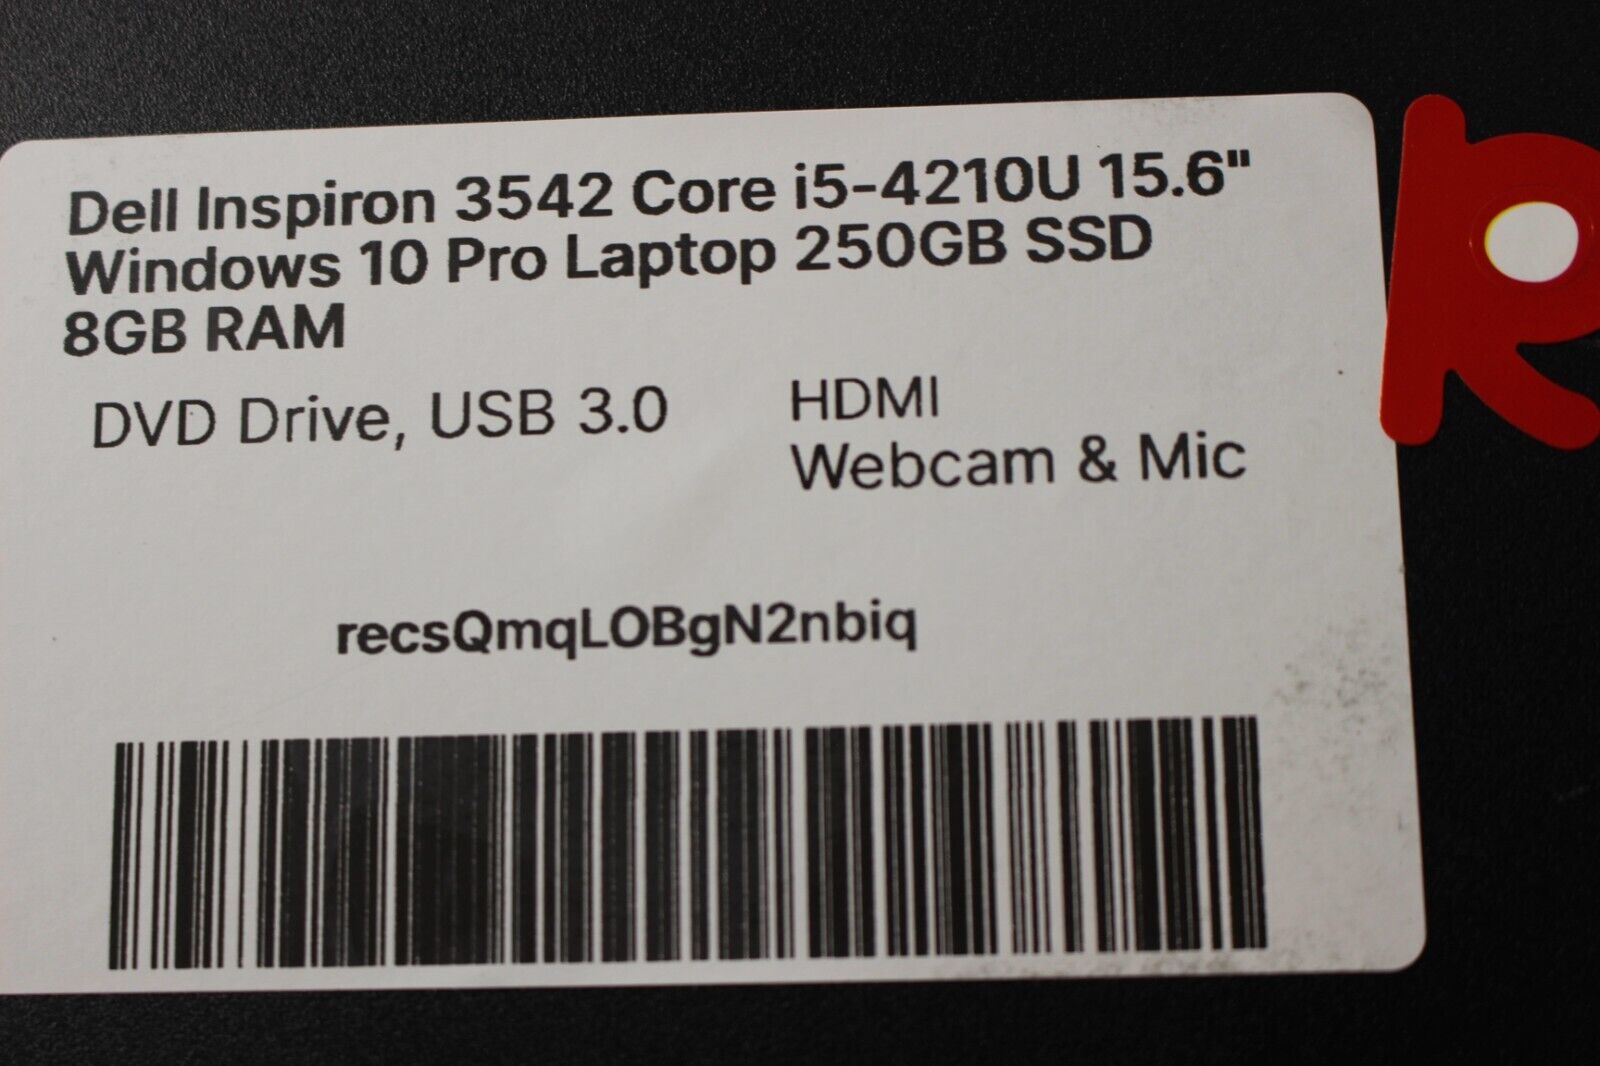 Dell Inspiron 3542 Core i5-4210U 15.6"
Windows 10 Pro Laptop 250GB SSD
8GB RAM
DVD Drive, USB 3.0
HDMI
Webcam & Mic
recsQmqLOBgN2nbiq
R